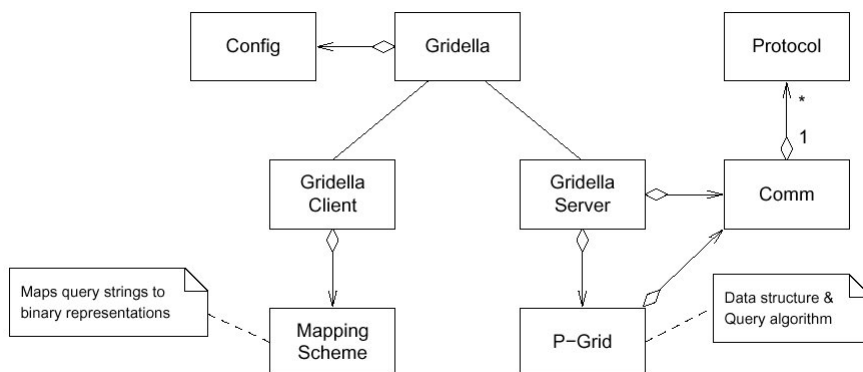 Config
Gridella
Protocol
*
1
Gridella
Client
Gridella
Server
Comm
Maps query strings to
binary representations
Mapping
Scheme
P−Grid
Data structure &
Query algorithm